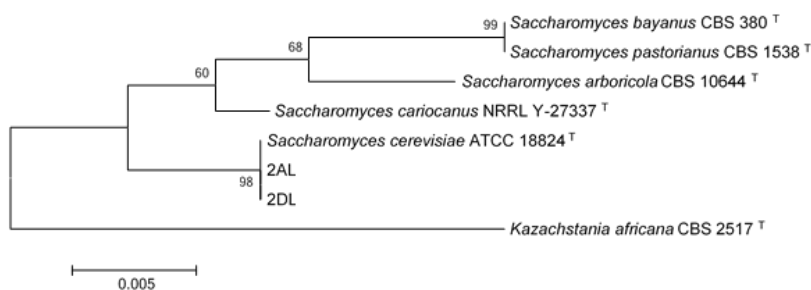 99 Saccharomyces bayanus CBS 380 T
Saccharomyces pastorianus CBS 1538 T
68
Saccharomyces arboricola CBS 10644 T
60
Saccharomyces cariocanus NRRL Y-27337 T
Saccharomyces cerevisiae ATCC 18824 T
2AL
98
2DL
Kazachstania africana CBS 2517 T
0.005